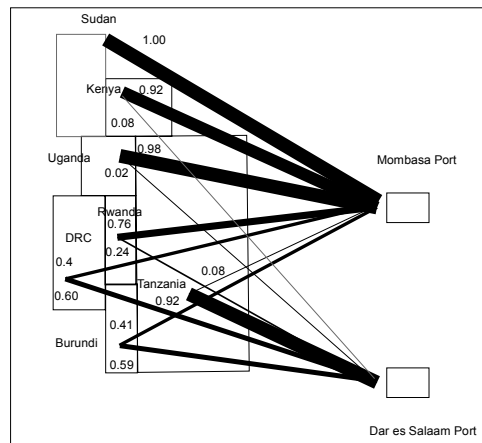 Sudan
1.00
Kenya
0.92
0.08
Uganda
0.98
0.02
Mombasa Port
Rwanda
0.76
DRC
0.24
0.4
0.60
Tanzania
0.08
0.92
0.41
Burundi
0.59
Dar es Salaam Port